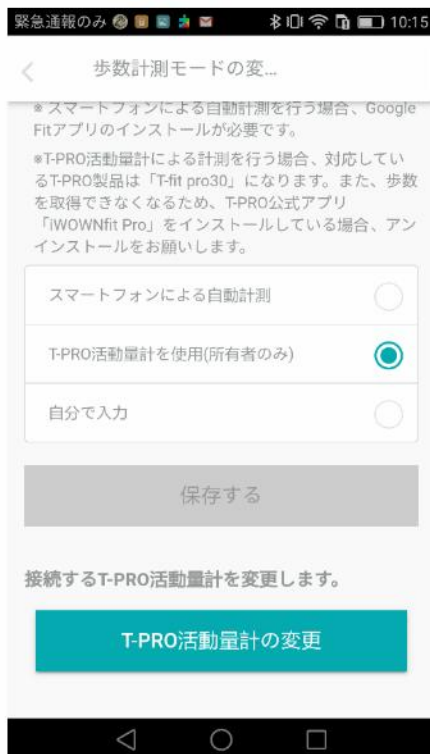 緊急通報のみ 10:15
歩数計測モードの変...
※スマートフォンによる自動計測を行う場合、Google
Fitアプリのインストールが必要です。
※T-PRO活動量計による計測を行う場合、対応してい
るT-PRO製品は「T-fit pro30」になります。また、歩数
を取得できなくなるため、T-PRO公式アプリ
「iWOWNfit Pro」をインストールしている場合、アン
インストールをお願いします。
スマートフォンによる自動計測
T-PRO活動量計を使用(所有者のみ)
自分で入力
保存する
接続するT-PRO活動量計を変更します。
T-PRO活動量計の変更